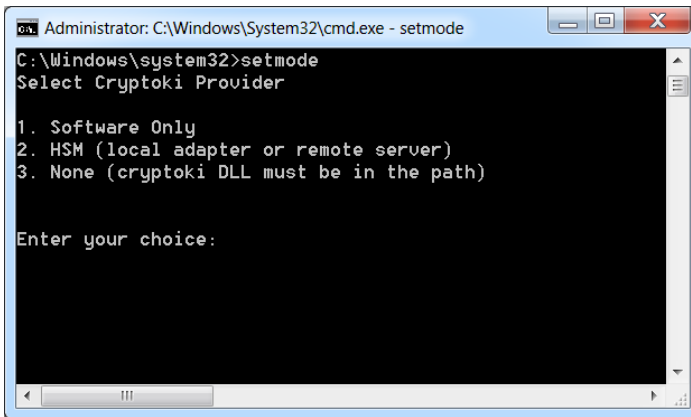 Administrator: C:\Windows\System32\cmd.exe - setmode
C:\Windows\system32>setmode
Select Cryptoki Provider
1. Software Only
2. HSM (local adapter or remote server)
3. None (cryptoki DLL must be in the path)
Enter your choice: